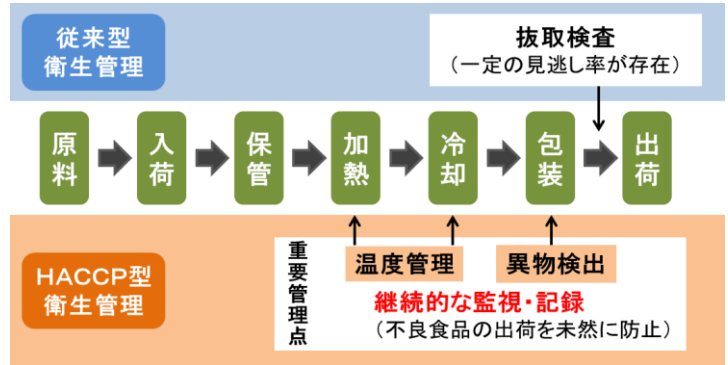 従来型
衛生管理
抜取検査
(一定の見逃し率が存在)
原料
入荷
保管
加熱
冷却
包装
出荷
HACCP型
衛生管理
重要管理点
温度管理
異物検出
継続的な監視・記録
(不良食品の出荷を未然に防止)